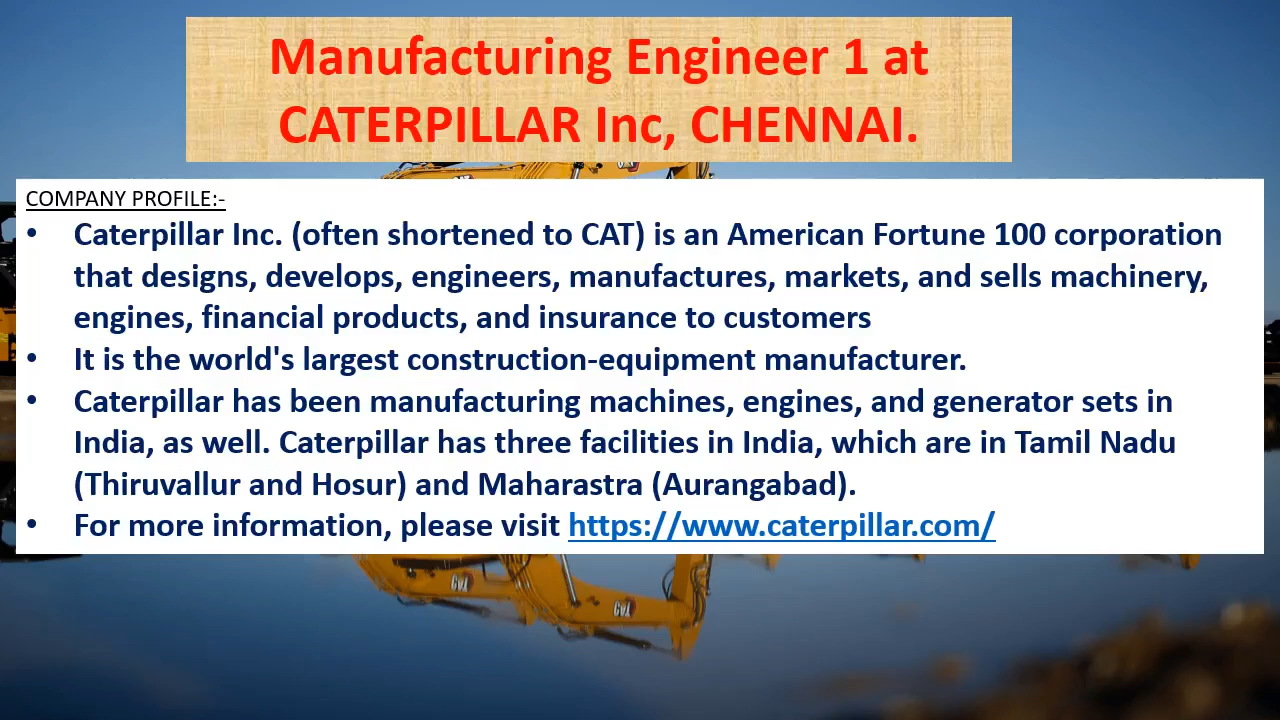 Manufacturing Engineer 1 at
CATERPILLAR Inc, CHENNAI.
CAT
CAT
COMPANY PROFILE:-
• Caterpillar Inc. (often shortened to CAT) is an American Fortune 100 corporation
that designs, develops, engineers, manufactures, markets, and sells machinery,
engines, financial products, and insurance to customers
• It is the world's largest construction-equipment manufacturer.
• Caterpillar has been manufacturing machines, engines, and generator sets in
India, as well. Caterpillar has three facilities in India, which are in Tamil Nadu
(Thiruvallur and Hosur) and Maharastra (Aurangabad).
• For more information, please visit https://www.caterpillar.com/
CAT
CAT